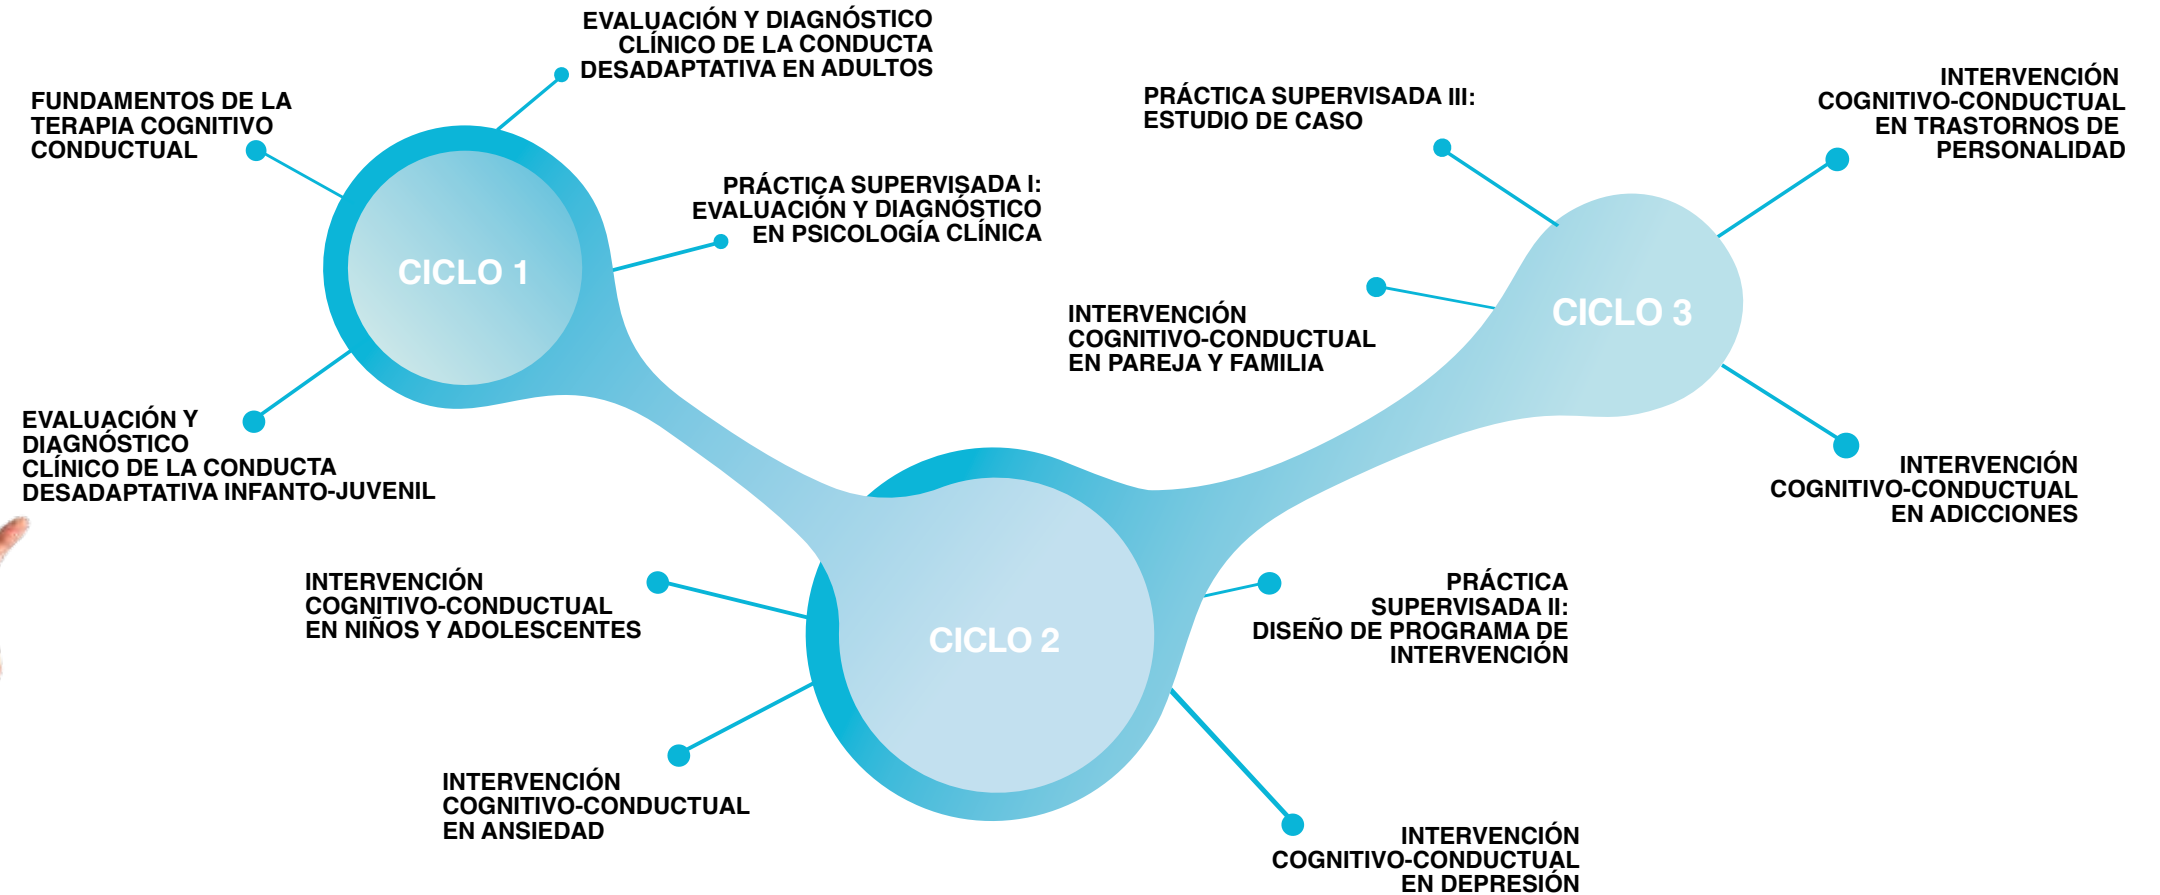 FUNDAMENTOS DE LA
TERAPIA COGNITIVO
CONDUCTUAL
EVALUACIÓN Y DIAGNÓSTICO
CLÍNICO DE LA CONDUCTA
DESADAPTATIVA EN ADULTOS
PRÁCTICA SUPERVISADA I:
EVALUACIÓN Y DIAGNÓSTICO
EN PSICOLOGÍA CLÍNICA
CICLO 1
EVALUACIÓN Y
DIAGNÓSTICO
CLÍNICO DE LA CONDUCTA
DESADAPTATIVA INFANTO-JUVENIL
INTERVENCIÓN
COGNITIVO-CONDUCTUAL
EN NIÑOS Y ADOLESCENTES
CICLO 2
PRÁCTICA
SUPERVISADA II:
DISEÑO DE PROGRAMA DE
INTERVENCIÓN
INTERVENCIÓN
COGNITIVO-CONDUCTUAL
EN ANSIEDAD
INTERVENCIÓN
COGNITIVO-CONDUCTUAL
EN DEPRESIÓN
PRÁCTICA SUPERVISADA III:
ESTUDIO DE CASO
INTERVENCIÓN
COGNITIVO-CONDUCTUAL
EN TRASTORNOS DE
PERSONALIDAD
INTERVENCIÓN
COGNITIVO-CONDUCTUAL
EN PAREJA Y FAMILIA
CICLO 3
INTERVENCIÓN
COGNITIVO-CONDUCTUAL
EN ADICCIONES